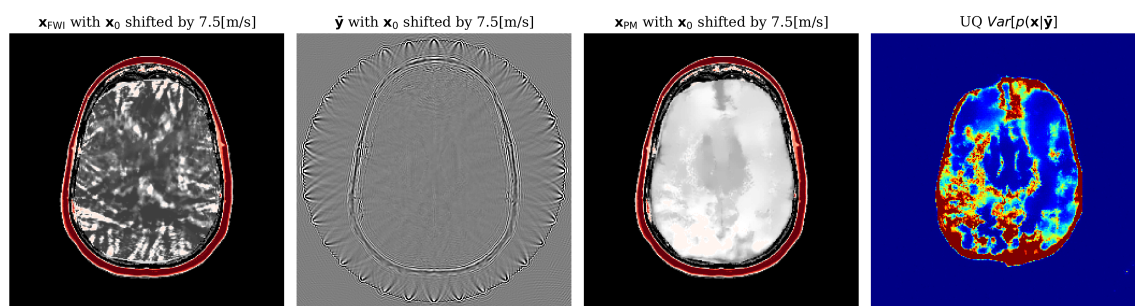 x_FWI with x_0 shifted by 7.5[m/s]
ȳ with x_0 shifted by 7.5[m/s]
x_PM with x_0 shifted by 7.5[m/s]
UQ Var[p(x|ȳ]